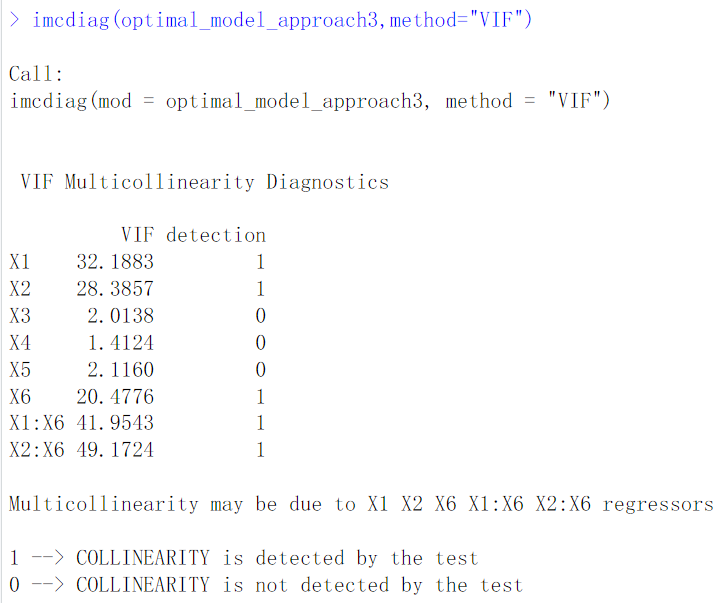 > imcdiag(optimal_model_approach3,method="VIF")
Call:
imcdiag(mod = optimal_model_approach3, method = "VIF")
VIF Multicollinearity Diagnostics
VIF detection
X1 32.1883 1
X2 28.3857 1
X3 2.0138 0
X4 1.4124 0
X5 2.1160 0
X6 20.4776 1
X1:X6 41.9543 1
X2:X6 49.1724 1
Multicollinearity may be due to X1 X2 X6 X1:X6 X2:X6 regressors
1 --> COLLINEARITY is detected by the test
0 --> COLLINEARITY is not detected by the test